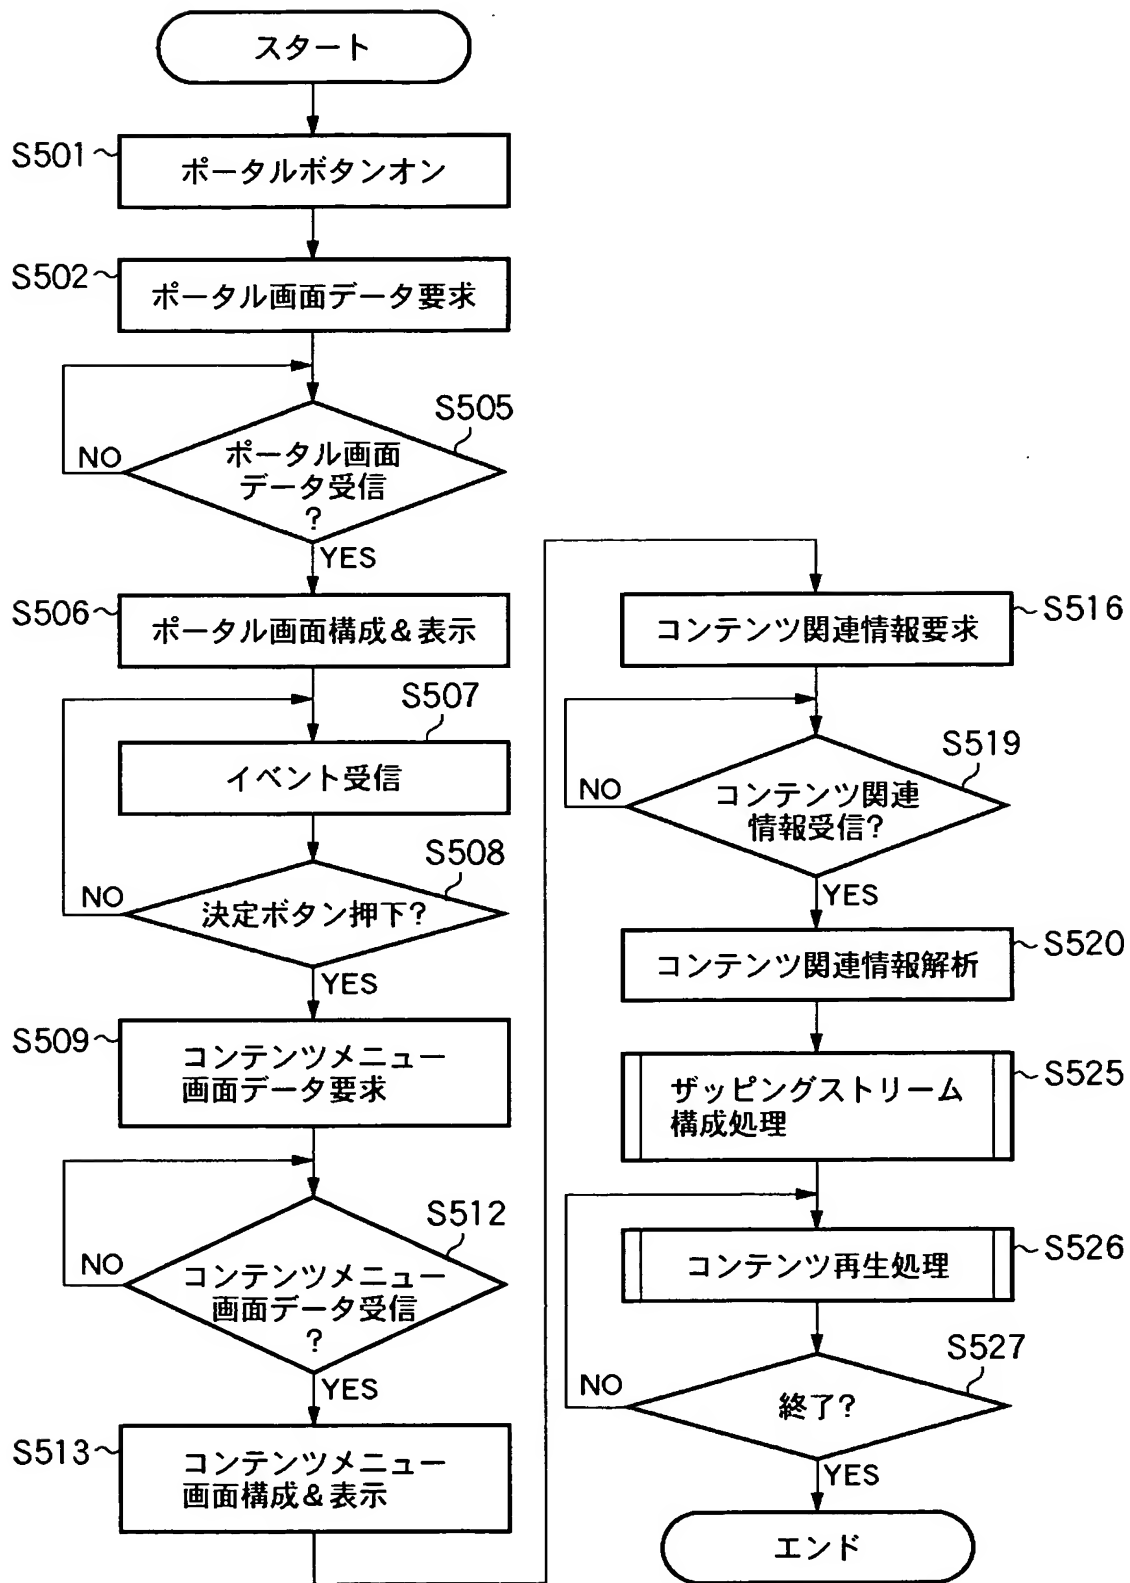 スタート
S501
ポータルボタンオン
S502
ポータル画面データ要求
S505
ポータル画面
データ受信
?
NO
YES
S506
ポータル画面構成&表示
S507
イベント受信
S508
決定ボタン押下?
NO
YES
S509
コンテンツメニュー
画面データ要求
S512
コンテンツメニュー
画面データ受信
?
NO
YES
S513
コンテンツメニュー
画面構成&表示
S516
コンテンツ関連情報要求
S519
コンテンツ関連
情報受信?
NO
YES
S520
コンテンツ関連情報解析
S525
ザッピングストリーム
構成処理
S526
コンテンツ再生処理
S527
終了?
NO
YES
エンド